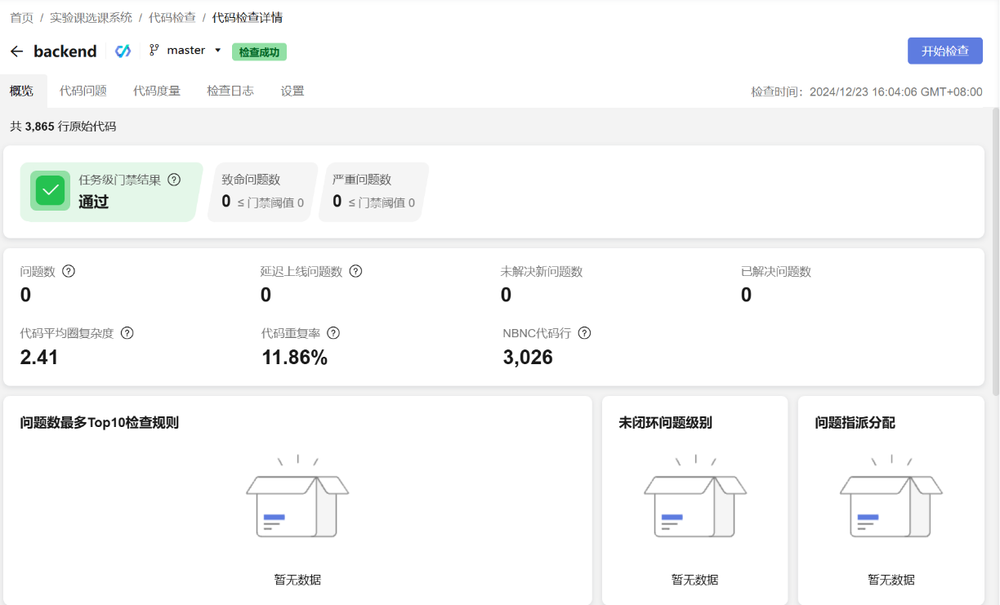 首页 / 实验课选课系统 / 代码检查 / 代码检查详情
backend master 检查成功 开始检查
概览 代码问题 代码度量 检查日志 设置 检查时间：2024/12/23 16:04:06 GMT+08:00
共 3,865 行原始代码
任务级门禁结果 ? 致命问题数 严重问题数
通过 0 ≤ 门禁阈值 0 0 ≤ 门禁阈值 0
问题数 ? 延迟上线问题数 ? 未解决新问题数 已解决问题数
0 0 0 0
代码平均圈复杂度 ? 代码重复率 ? NBNC代码行 ?
2.41 11.86% 3,026
问题数最多Top10检查规则 未闭环问题级别 问题指派分配
暂无数据 暂无数据 暂无数据